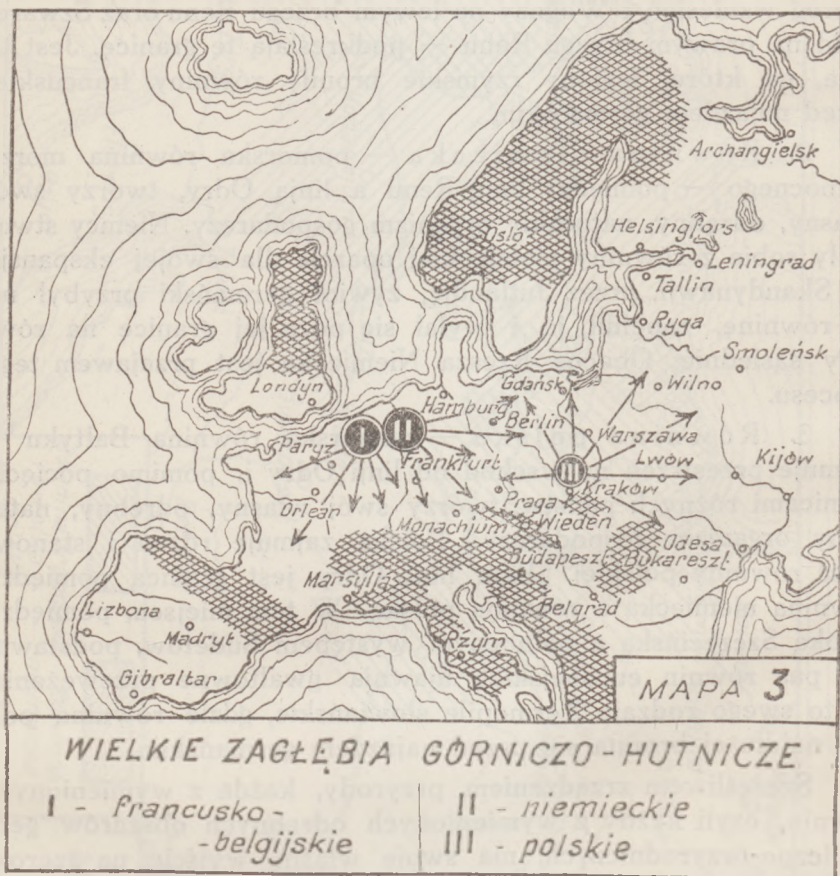 Archangielsk
Oslo
Helsingfors
Leningrad
Tallin
Ryga
Smoleńsk
Wilno
Gdańsk
Londyn
Hamburg
Berlin
Warszawa
I
II
III
Paryż
Frankfurt
Lwów
Kijów
Kraków
Orlean
Praga
Monachjum
Wiedeń
Budapeszt
Odesa
Bukareszt
Marsylja
Belgrad
Lizbona
Madryt
Rzym
Gibraltar
MAPA 3
WIELKIE ZAGŁĘBIA GÓRNICZO-HUTNICZE
I - francusko-
-belgijskie
II - niemieckie
III - polskie